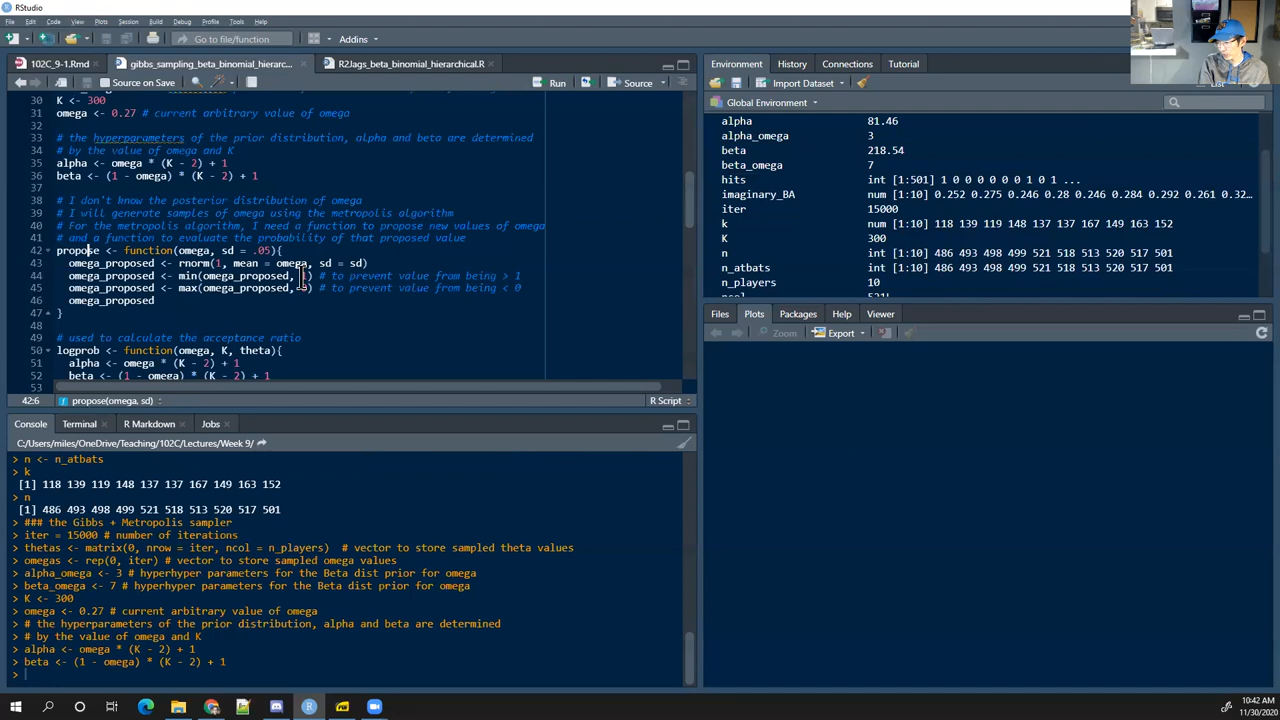 RStudio
File Edit Code View Plots Session Build Debug Profile Tools Help
Go to file/function
Addins
102C_9-1.Rmd
gibbs_sampling_beta_binomial_hierarc...
R2Jags_beta_binomial_hierarchical.R
Source on Save
Run
Source
30 K <- 300
31 omega <- 0.27 # current arbitrary value of omega
32
33 # the hyperparameters of the prior distribution, alpha and beta are determined
34 # by the value of omega and K
35 alpha <- omega * (K - 2) + 1
36 beta <- (1 - omega) * (K - 2) + 1
37
38 # I don't know the posterior distribution of omega
39 # I will generate samples of omega using the metropolis algorithm
40 # For the metropolis algorithm, I need a function to propose new values of omega
41 # and a function to evaluate the probability of that proposed value
42 propose <- function(omega, sd = .05){
43 omega_proposed <- rnorm(1, mean = omega, sd = sd)
44 omega_proposed <- min(omega_proposed, 1) # to prevent value from being > 1
45 omega_proposed <- max(omega_proposed, 0) # to prevent value from being < 0
46 omega_proposed
47 }
48
49 # used to calculate the acceptance ratio
50 logprob <- function(omega, K, theta){
51 alpha <- omega * (K - 2) + 1
52 beta <- (1 - omega) * (K - 2) + 1
53
42:6
propose(omega, sd)
R Script
Console Terminal R Markdown Jobs
C:/Users/miles/OneDrive/Teaching/102C/Lectures/Week 9/
> n <- n_atbats
> k
[1] 118 139 119 148 137 137 167 149 163 152
> n
[1] 486 493 498 499 521 518 513 520 517 501
> ### the Gibbs + Metropolis sampler
> iter = 15000 # number of iterations
> thetas <- matrix(0, nrow = iter, ncol = n_players)  # vector to store sampled theta values
> omegas <- rep(0, iter) # vector to store sampled omega values
> alpha_omega <- 3 # hyperhyper parameters for the Beta dist prior for omega
> beta_omega <- 7 # hyperhyper parameters for the Beta dist prior for omega
> K <- 300
> omega <- 0.27 # current arbitrary value of omega
> # the hyperparameters of the prior distribution, alpha and beta are determined
> # by the value of omega and K
> alpha <- omega * (K - 2) + 1
> beta <- (1 - omega) * (K - 2) + 1
>
Environment History Connections Tutorial
Import Dataset
List
Global Environment
alpha 81.46
alpha_omega 3
beta 218.54
beta_omega 7
hits int [1:501] 1 0 0 0 0 0 1 0 1 ...
imaginary_BA num [1:10] 0.252 0.275 0.246 0.28 0.246 0.284 0.292 0.261 0.32...
iter 15000
k num [1:10] 118 139 119 148 137 137 167 149 163 152
K 300
n num [1:10] 486 493 498 499 521 518 513 520 517 501
n_atbats num [1:10] 486 493 498 499 521 518 513 520 517 501
n_players 10
Files Plots Packages Help Viewer
Zoom
Export
10:42 AM
11/30/2020